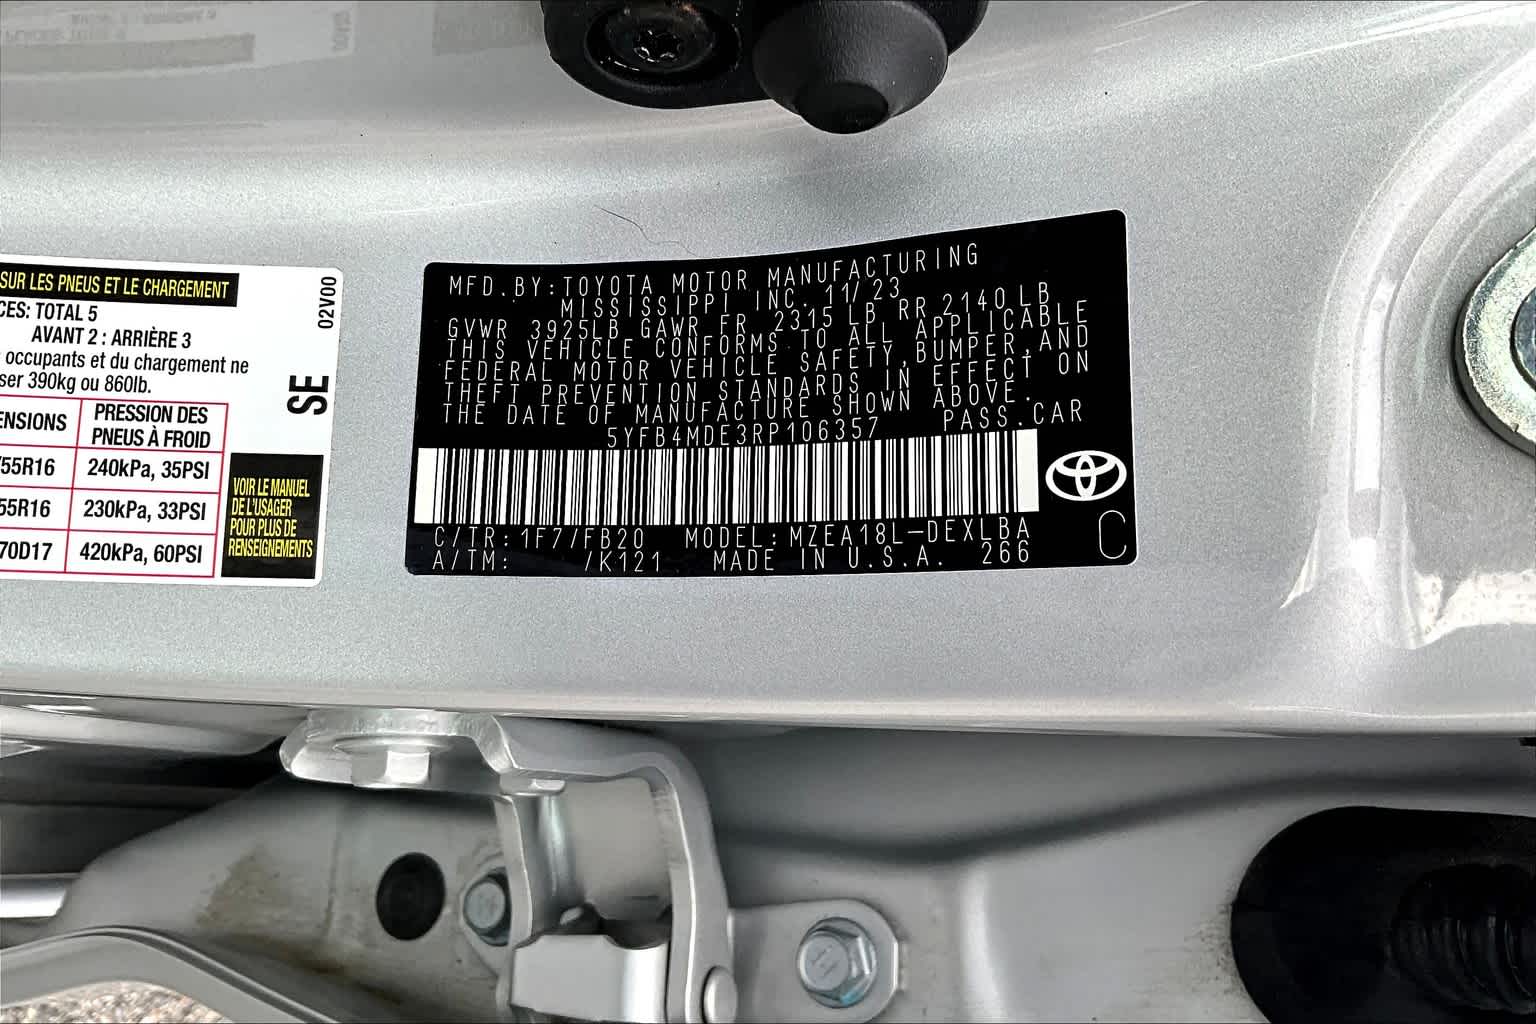 SUR LES PNEUS ET LE CHARGEMENT
CES: TOTAL 5
AVANT 2 : ARRIÈRE 3
occupants et du chargement ne
ser 390kg ou 860lb.
ENSIONS PRESSION DES PNEUS À FROID
/55R16 240kPa, 35PSI
55R16 230kPa, 33PSI
70D17 420kPa, 60PSI
02V00
SE
VOIR LE MANUEL
DE L'USAGER
POUR PLUS DE
RENSEIGNEMENTS
MFD.BY:TOYOTA MOTOR MANUFACTURING
MISSISSIPPI INC. 11/23
GVWR 3925LB GAWR FR 2315 LB RR 2140 LB
THIS VEHICLE CONFORMS TO ALL APPLICABLE
FEDERAL MOTOR VEHICLE SAFETY,BUMPER,AND
THEFT PREVENTION STANDARDS IN EFFECT ON
THE DATE OF MANUFACTURE SHOWN ABOVE.
5YFB4MDE3RP106357 PASS.CAR
C/TR:1F7/FB20 MODEL:MZEA18L-DEXLBA
A/TM: /K121 MADE IN U.S.A. 266
C